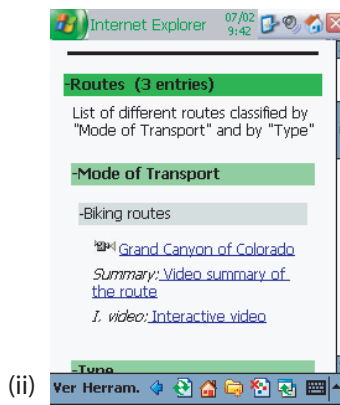 Internet Explorer 07/02 9:42
-Routes (3 entries)
List of different routes classified by
"Mode of Transport" and by "Type"
-Mode of Transport
-Biking routes
Grand Canyon of Colorado
Summary: Video summary of
the route
I. video: Interactive video
-Type
(ii)
Ver Herram.